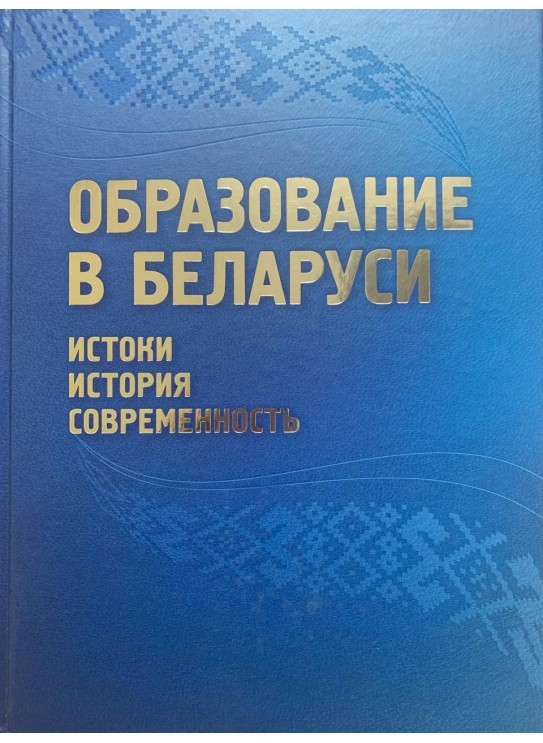 ОБРАЗОВАНИЕ
В БЕЛАРУСИ
ИСТОКИ
ИСТОРИЯ
СОВРЕМЕННОСТЬ